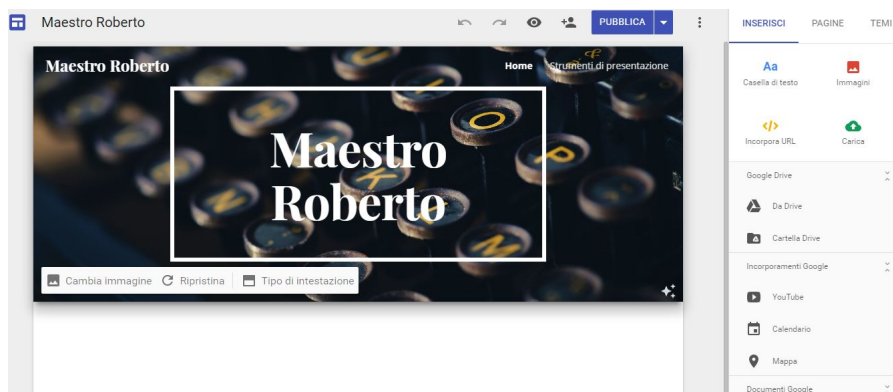 Maestro Roberto
PUBBLICA
INSERISCI PAGINE TEMI
Maestro Roberto
Home Strumenti di presentazione
Maestro
Roberto
Cambia immagine Ripristina Tipo di intestazione
Aa
Casella di testo Immagini
Incorpora URL Carica
Google Drive
Da Drive
Cartella Drive
Incorporamenti Google
YouTube
Calendario
Mappa
Documenti Google